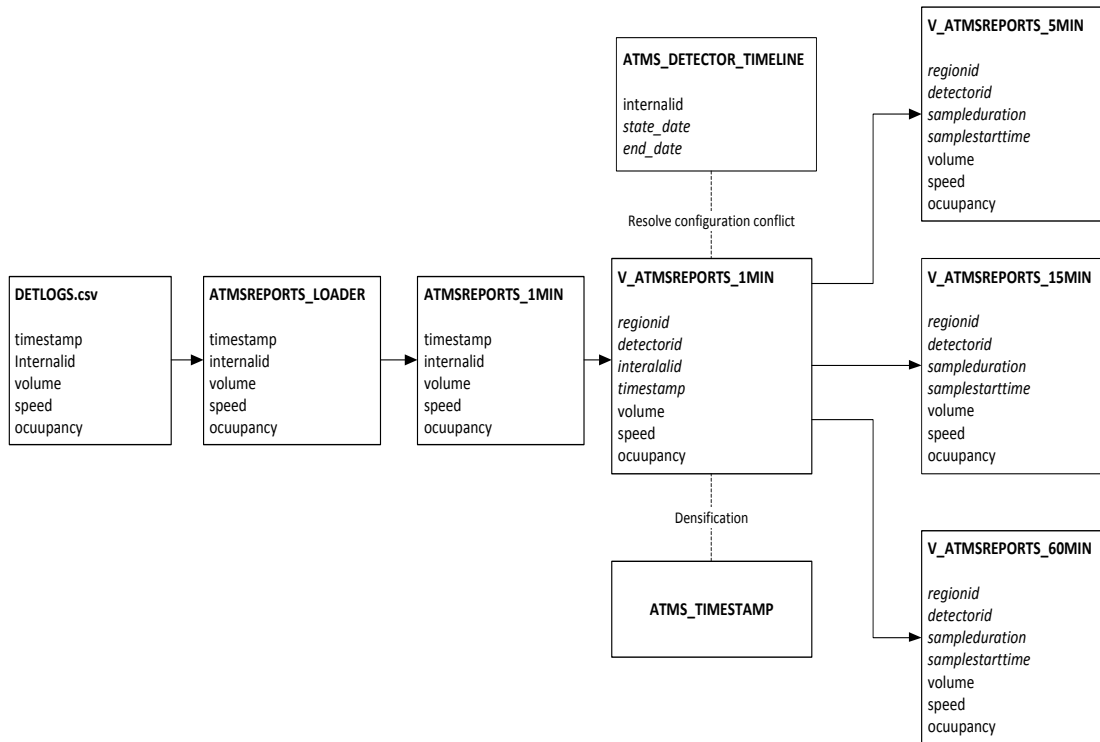 DETLOGS.csv
timestamp
Internalid
volume
speed
ocuupancy
ATMSREPORTS_LOADER
timestamp
internalid
volume
speed
ocuupancy
ATMSREPORTS_1MIN
timestamp
internalid
volume
speed
ocuupancy
ATMS_DETECTOR_TIMELINE
internalid
state_date
end_date
Resolve configuration conflict
V_ATMSREPORTS_1MIN
regionid
detectorid
interalalid
timestamp
volume
speed
ocuupancy
Densification
ATMS_TIMESTAMP
V_ATMSREPORTS_5MIN
regionid
detectorid
sampleduration
samplestarttime
volume
speed
ocuupancy
V_ATMSREPORTS_15MIN
regionid
detectorid
sampleduration
samplestarttime
volume
speed
ocuupancy
V_ATMSREPORTS_60MIN
regionid
detectorid
sampleduration
samplestarttime
volume
speed
ocuupancy